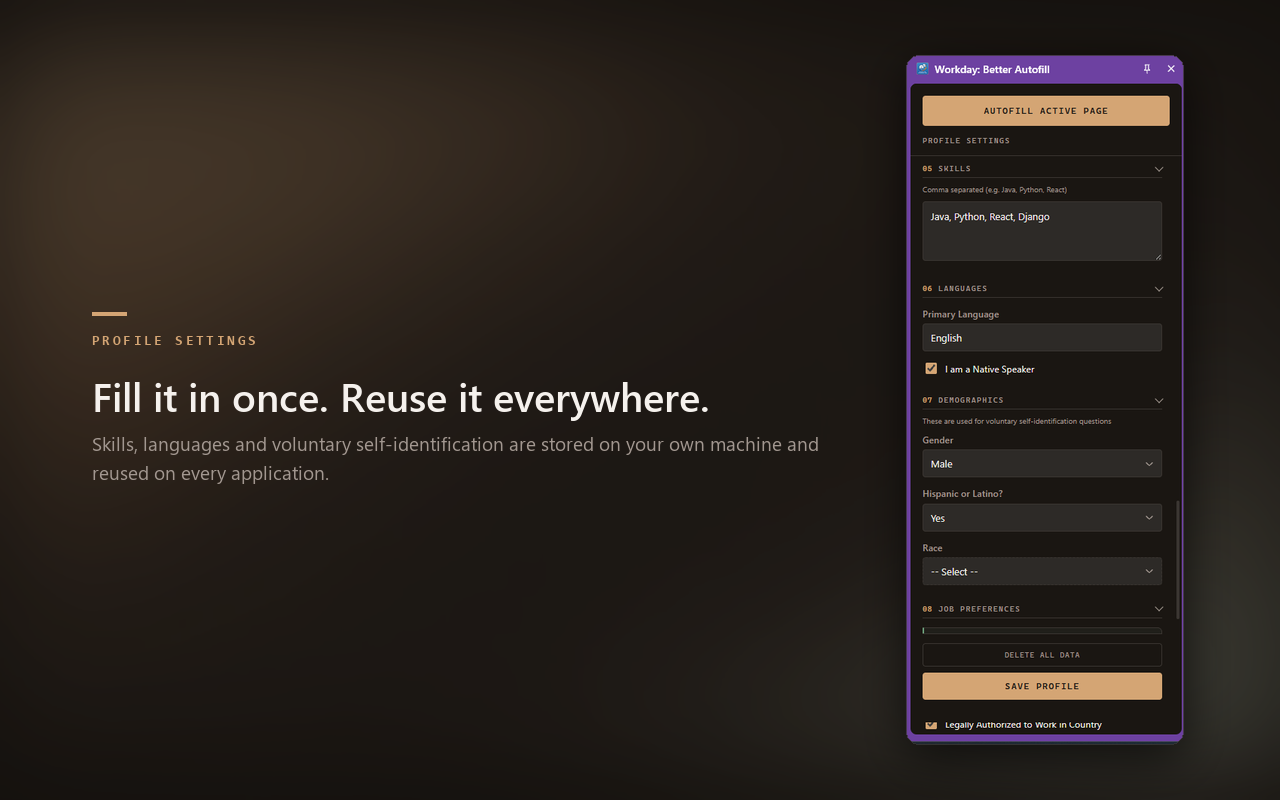 PROFILE SETTINGS
Fill it in once. Reuse it everywhere.
Skills, languages and voluntary self-identification are stored on your own machine and
reused on every application.
Workday: Better Autofill
AUTOFILL ACTIVE PAGE
PROFILE SETTINGS
05 SKILLS
Comma separated (e.g. Java, Python, React)
Java, Python, React, Django
06 LANGUAGES
Primary Language
English
I am a Native Speaker
07 DEMOGRAPHICS
These are used for voluntary self-identification questions
Gender
Male
Hispanic or Latino?
Yes
Race
-- Select --
08 JOB PREFERENCES
DELETE ALL DATA
SAVE PROFILE
Legally Authorized to Work in Country